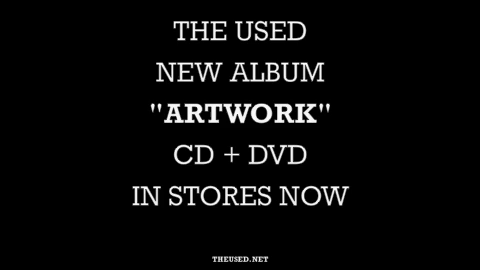 THE USED
NEW ALBUM
"ARTWORK"
CD + DVD
IN STORES NOW
THEUSED.NET